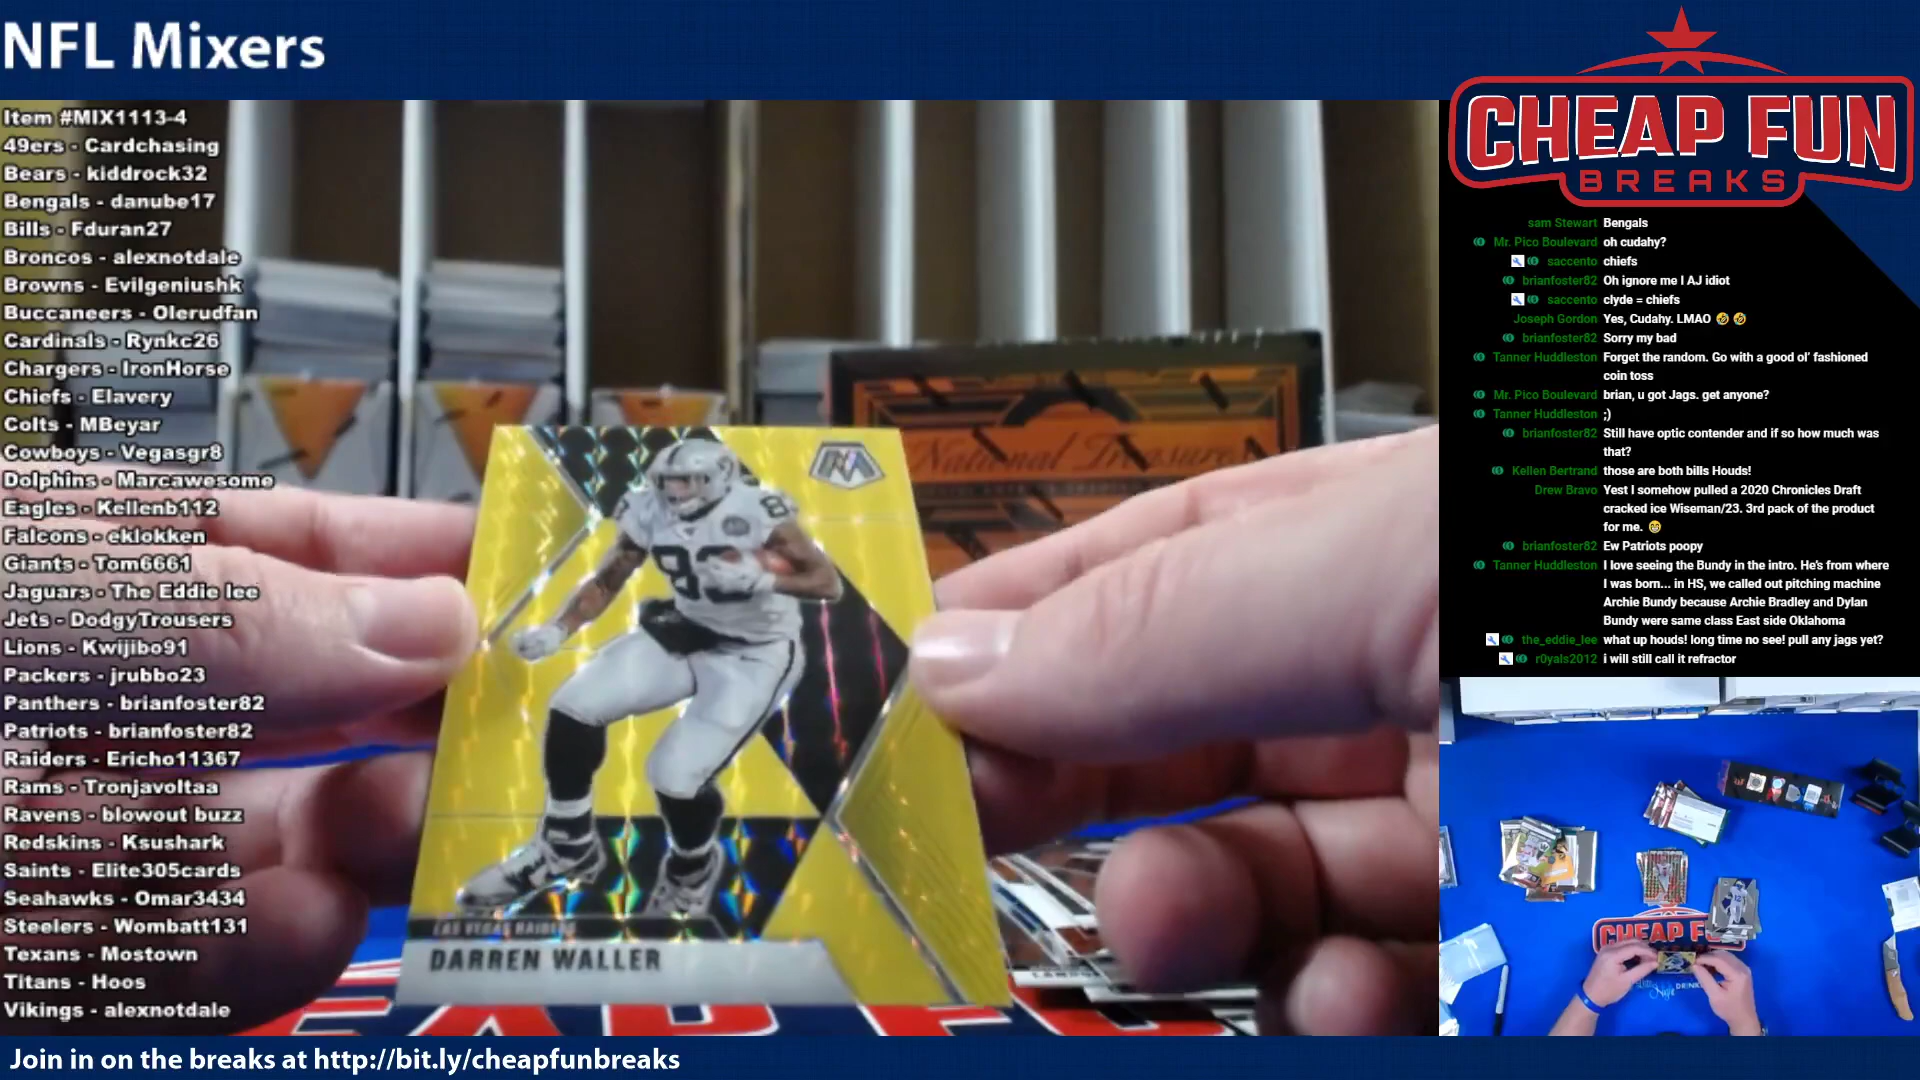 NFL Mixers
Item #MIX1113-4
49ers - Cardchasing
Bears - kiddrock32
Bengals - danube17
Bills - Fduran27
Broncos - alexnotdale
Browns - Evilgeniushk
Buccaneers - Olerudfan
Cardinals - Rynkc26
Chargers - IronHorse
Chiefs - Elavery
Colts - MBeyar
Cowboys - Vegasgr8
Dolphins - Marcawesome
Eagles - Kellenb112
Falcons - eklokken
Giants - Tom6661
Jaguars - The Eddie lee
Jets - DodgyTrousers
Lions - Kwijibo91
Packers - jrubbo23
Panthers - brianfoster82
Patriots - brianfoster82
Raiders - Ericho11367
Rams - Tronjavoltaa
Ravens - blowout buzz
Redskins - Ksushark
Saints - Elite305cards
Seahawks - Omar3434
Steelers - Wombatt131
Texans - Mostown
Titans - Hoos
Vikings - alexnotdale
National Treasures
83
LAS VEGAS RAIDERS
DARREN WALLER
CHEAP FUN
BREAKS
sam Stewart Bengals
Mr. Pico Boulevard oh cudahy?
saccento chiefs
brianfoster82 Oh ignore me I AJ idiot
saccento clyde = chiefs
Joseph Gordon Yes, Cudahy. LMAO 🤣 🤣
brianfoster82 Sorry my bad
Tanner Huddleston Forget the random. Go with a good ol' fashioned
coin toss
Mr. Pico Boulevard brian, u got Jags. get anyone?
Tanner Huddleston ;)
brianfoster82 Still have optic contender and if so how much was
that?
Kellen Bertrand those are both bills Houds!
Drew Bravo Yest I somehow pulled a 2020 Chronicles Draft
cracked ice Wiseman/23. 3rd pack of the product
for me. 😁
brianfoster82 Ew Patriots poopy
Tanner Huddleston I love seeing the Bundy in the intro. He's from where
I was born... in HS, we called out pitching machine
Archie Bundy because Archie Bradley and Dylan
Bundy were same class East side Oklahoma
the_eddie_lee what up houds! long time no see! pull any jags yet?
r0yals2012 i will still call it refractor
CHEAP FU
Join in on the breaks at http://bit.ly/cheapfunbreaks